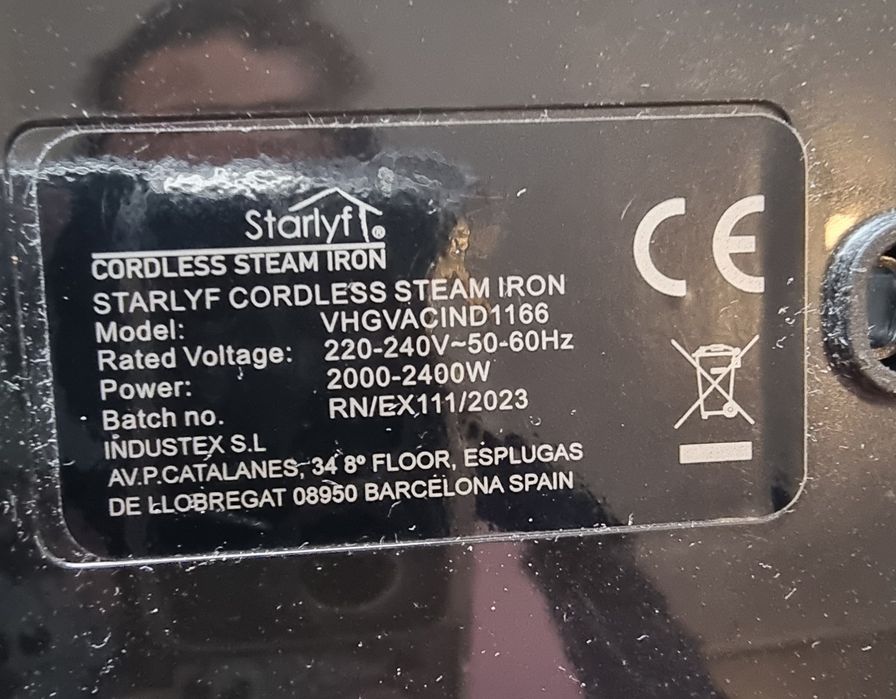 Starlyf®
CORDLESS STEAM IRON
STARLYF CORDLESS STEAM IRON
Model: VHGVACIND1166
Rated Voltage: 220-240V~50-60Hz
Power: 2000-2400W
Batch no. RN/EX111/2023
INDUSTEX S.L
AV.P.CATALANES, 34 8º FLOOR, ESPLUGAS
DE LLOBREGAT 08950 BARCELONA SPAIN
CE